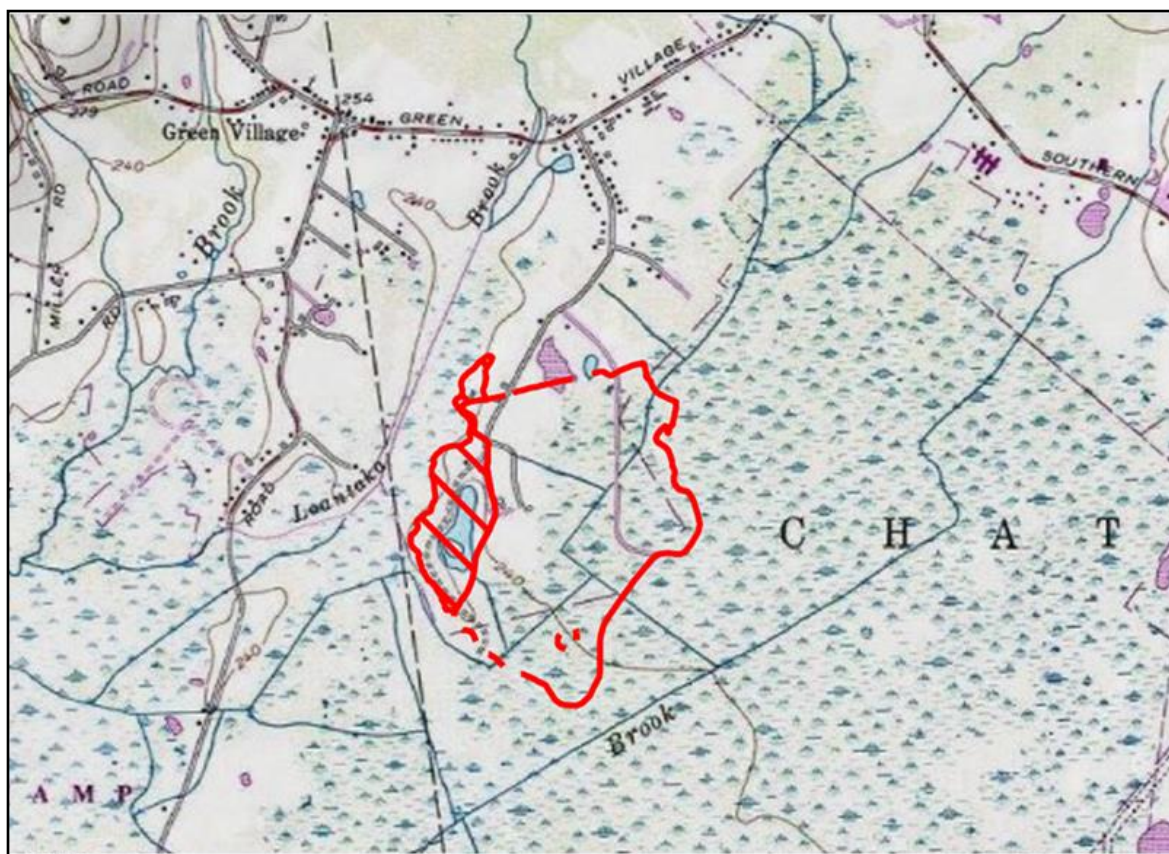 VILLAGE
ROAD
279
254
GREEN
247
Green Village
SOUTHERN
240
240
Brook
Brook
MILLER
RD
RD
Loantaka
ROAD
C H A T
240
240
Brook
A M P